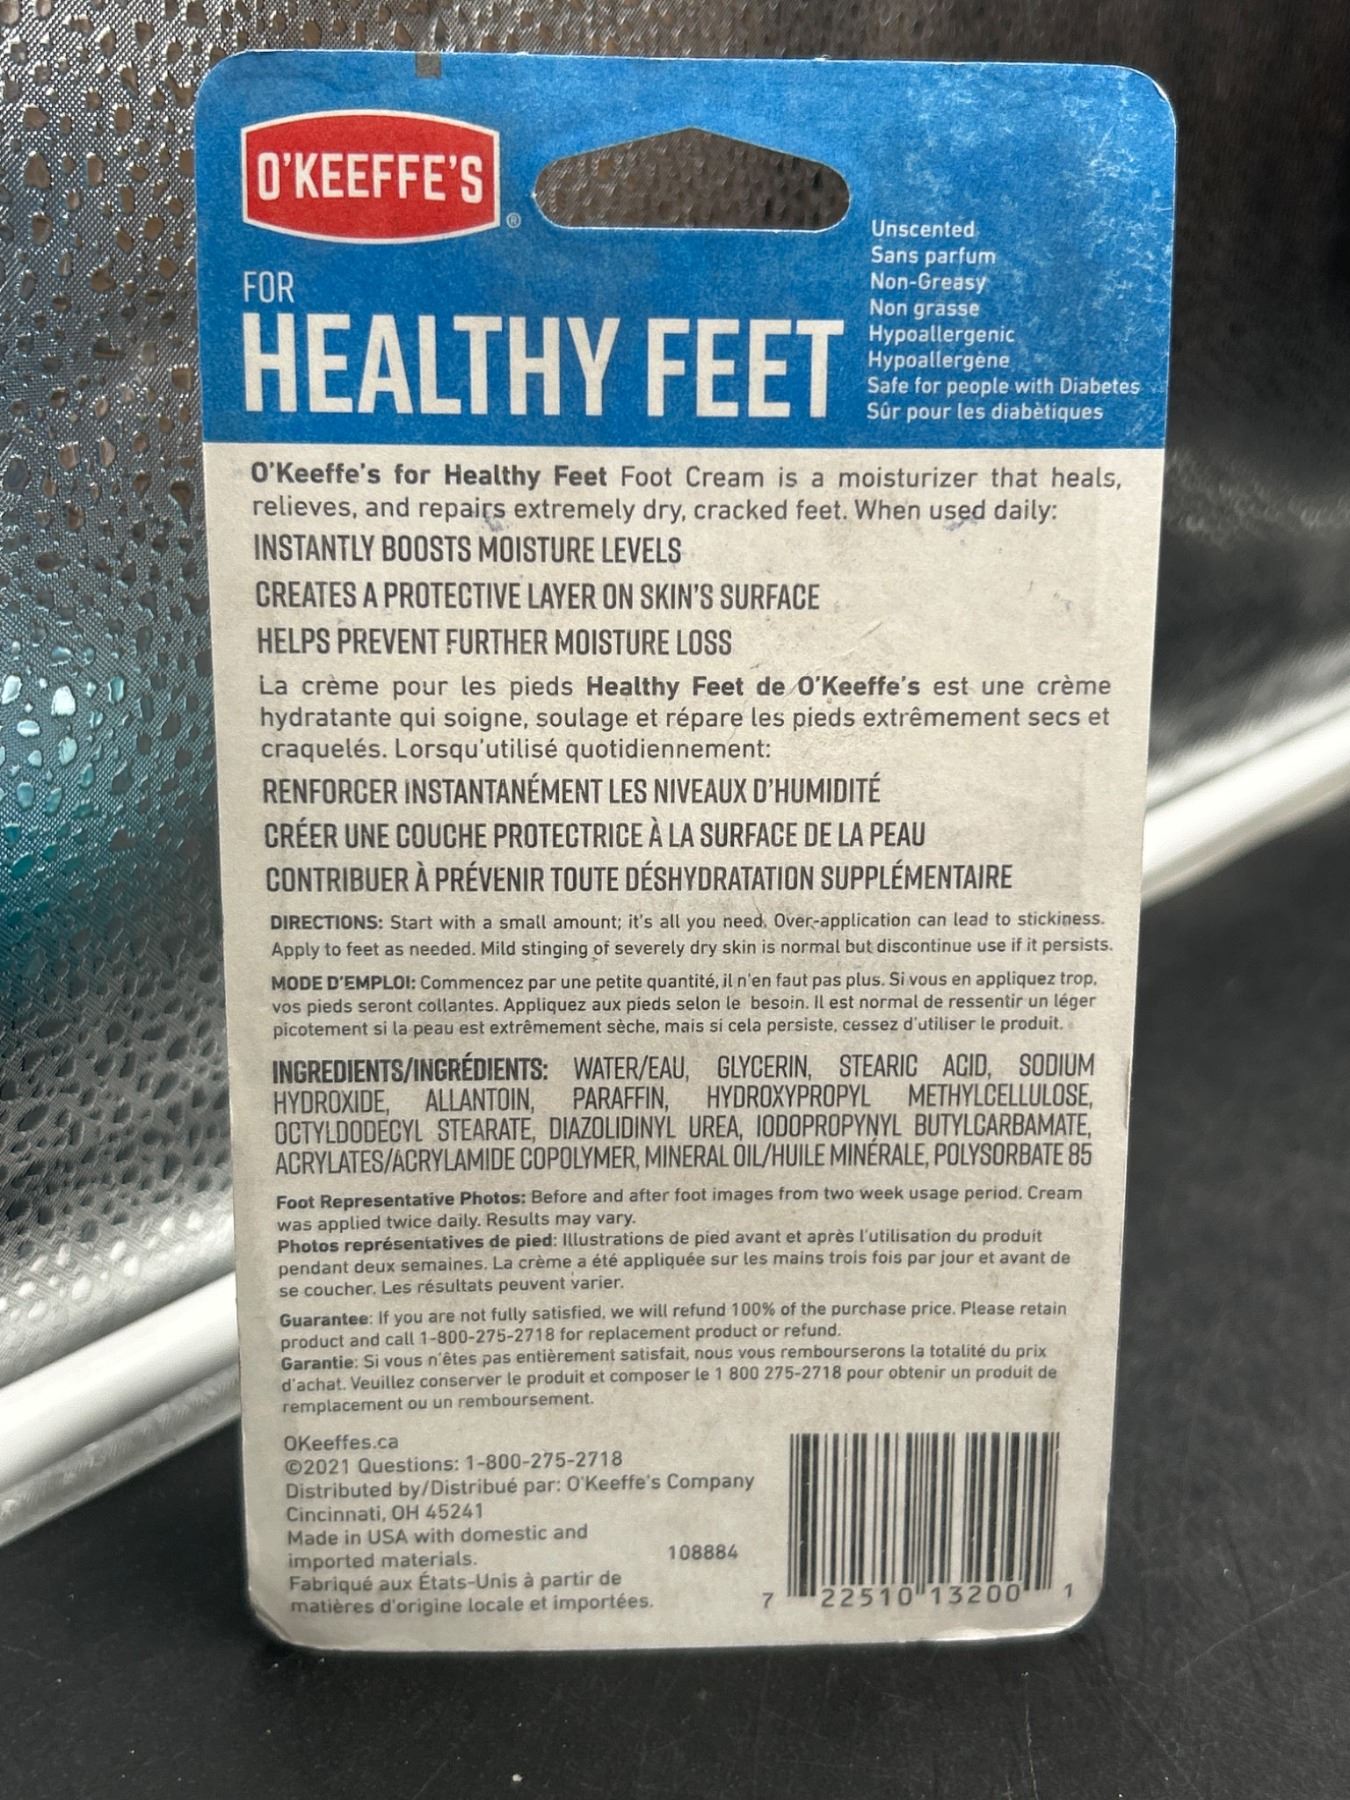 O'KEEFFE'S
®
FOR
HEALTHY FEET
Unscented
Sans parfum
Non-Greasy
Non grasse
Hypoallergenic
Hypoallergène
Safe for people with Diabetes
Sûr pour les diabètiques
O'Keeffe's for Healthy Feet Foot Cream is a moisturizer that heals,
relieves, and repairs extremely dry, cracked feet. When used daily:
INSTANTLY BOOSTS MOISTURE LEVELS
CREATES A PROTECTIVE LAYER ON SKIN'S SURFACE
HELPS PREVENT FURTHER MOISTURE LOSS
La crème pour les pieds Healthy Feet de O'Keeffe's est une crème
hydratante qui soigne, soulage et répare les pieds extrêmement secs et
craquelés. Lorsqu'utilisé quotidiennement:
RENFORCER INSTANTANÉMENT LES NIVEAUX D'HUMIDITÉ
CRÉER UNE COUCHE PROTECTRICE À LA SURFACE DE LA PEAU
CONTRIBUER À PRÉVENIR TOUTE DÉSHYDRATATION SUPPLÉMENTAIRE
DIRECTIONS: Start with a small amount; it's all you need. Over-application can lead to stickiness.
Apply to feet as needed. Mild stinging of severely dry skin is normal but discontinue use if it persists.
MODE D'EMPLOI: Commencez par une petite quantité, il n'en faut pas plus. Si vous en appliquez trop,
vos pieds seront collantes. Appliquez aux pieds selon le besoin. Il est normal de ressentir un léger
picotement si la peau est extrêmement sèche, mais si cela persiste, cessez d'utiliser le produit.
INGREDIENTS/INGRÉDIENTS: WATER/EAU, GLYCERIN, STEARIC ACID, SODIUM
HYDROXIDE, ALLANTOIN, PARAFFIN, HYDROXYPROPYL METHYLCELLULOSE,
OCTYLDODECYL STEARATE, DIAZOLIDINYL UREA, IODOPROPYNYL BUTYLCARBAMATE,
ACRYLATES/ACRYLAMIDE COPOLYMER, MINERAL OIL/HUILE MINÉRALE, POLYSORBATE 85
Foot Representative Photos: Before and after foot images from two week usage period. Cream
was applied twice daily. Results may vary.
Photos représentatives de pied: Illustrations de pied avant et après l'utilisation du produit
pendant deux semaines. La crème a été appliquée sur les mains trois fois par jour et avant de
se coucher. Les résultats peuvent varier.
Guarantee: If you are not fully satisfied, we will refund 100% of the purchase price. Please retain
product and call 1-800-275-2718 for replacement product or refund.
Garantie: Si vous n'êtes pas entièrement satisfait, nous vous rembourserons la totalité du prix
d'achat. Veuillez conserver le produit et composer le 1 800 275-2718 pour obtenir un produit de
remplacement ou un remboursement.
OKeeffes.ca
©2021 Questions: 1-800-275-2718
Distributed by/Distribué par: O'Keeffe's Company
Cincinnati, OH 45241
Made in USA with domestic and
imported materials.
Fabriqué aux États-Unis à partir de
matières d'origine locale et importées.
108884
7 22510 13200 1